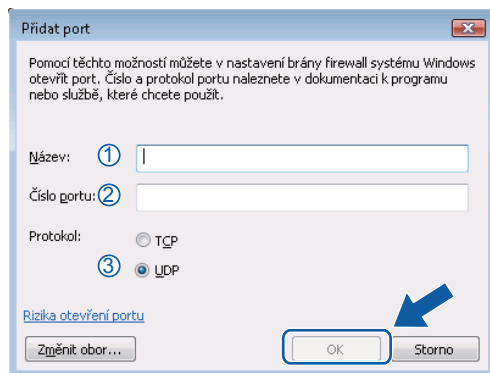 Přidat port
Pomocí těchto možností můžete v nastavení brány firewall systému Windows
otevřít port. Číslo a protokol portu naleznete v dokumentaci k programu
nebo službě, které chcete použít.
Název: 1
Číslo portu: 2
Protokol:
TCP
3 UDP
Rizika otevření portu
Změnit obor...
OK
Storno